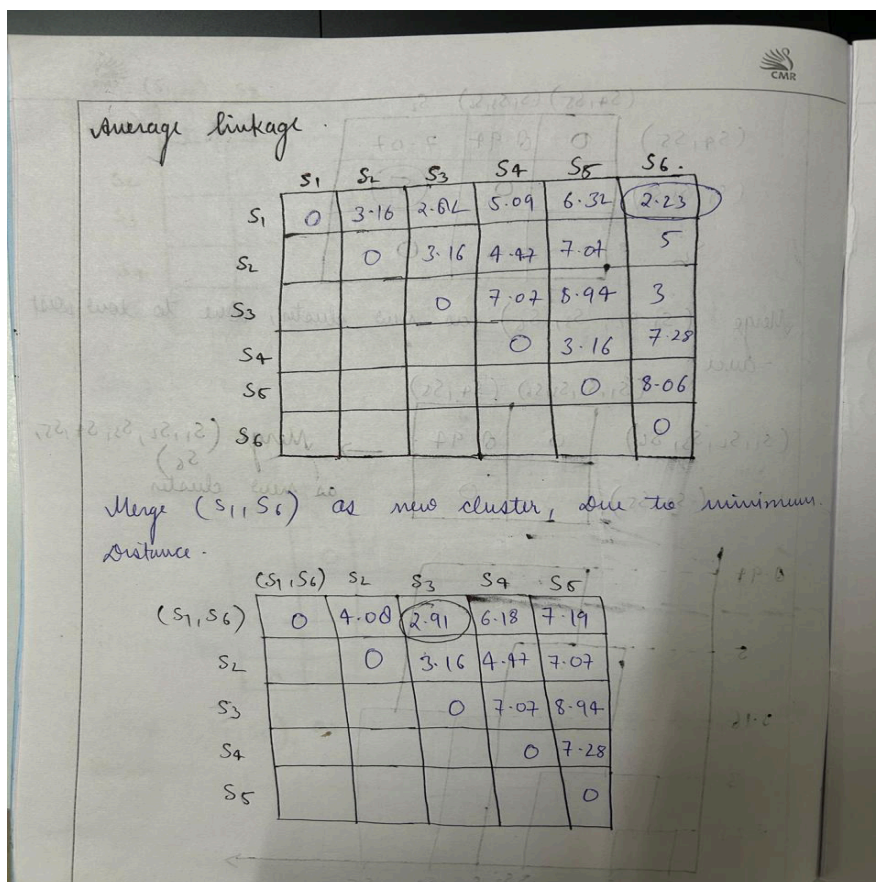 CMR
Average linkage.
S1 S2 S3 S4 S5 S6.
S1 0 3.16 5.09 6.32 2.23
S2 0 3.16 4.47 7.07 5
S3 0 7.07 8.94 3
S4 0 3.16 7.28
S5 0 8.06
S6 0
Merge (S1, S6) as new cluster, Due to minimum
Distance.
(S1, S6) S2 S3 S4 S5
(S1, S6) 0 4.08 2.91 6.18 7.19
S2 0 3.16 4.47 7.07
S3 0 7.07 8.94
S4 0 7.28
S5 0